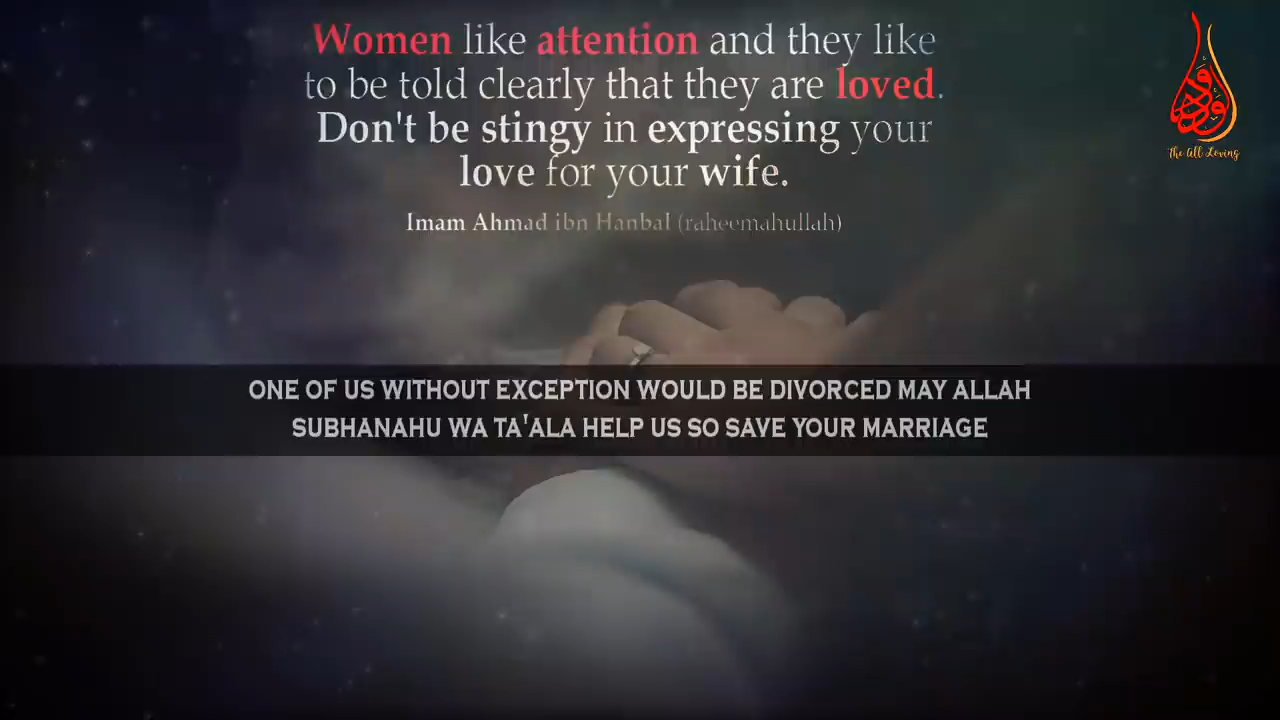 Women like attention and they like
to be told clearly that they are loved.
Don't be stingy in expressing your
love for your wife.
Imam Ahmad ibn Hanbal (raheemahullah)
الودود
The All Loving
ONE OF US WITHOUT EXCEPTION WOULD BE DIVORCED MAY ALLAH
SUBHANAHU WA TA'ALA HELP US SO SAVE YOUR MARRIAGE